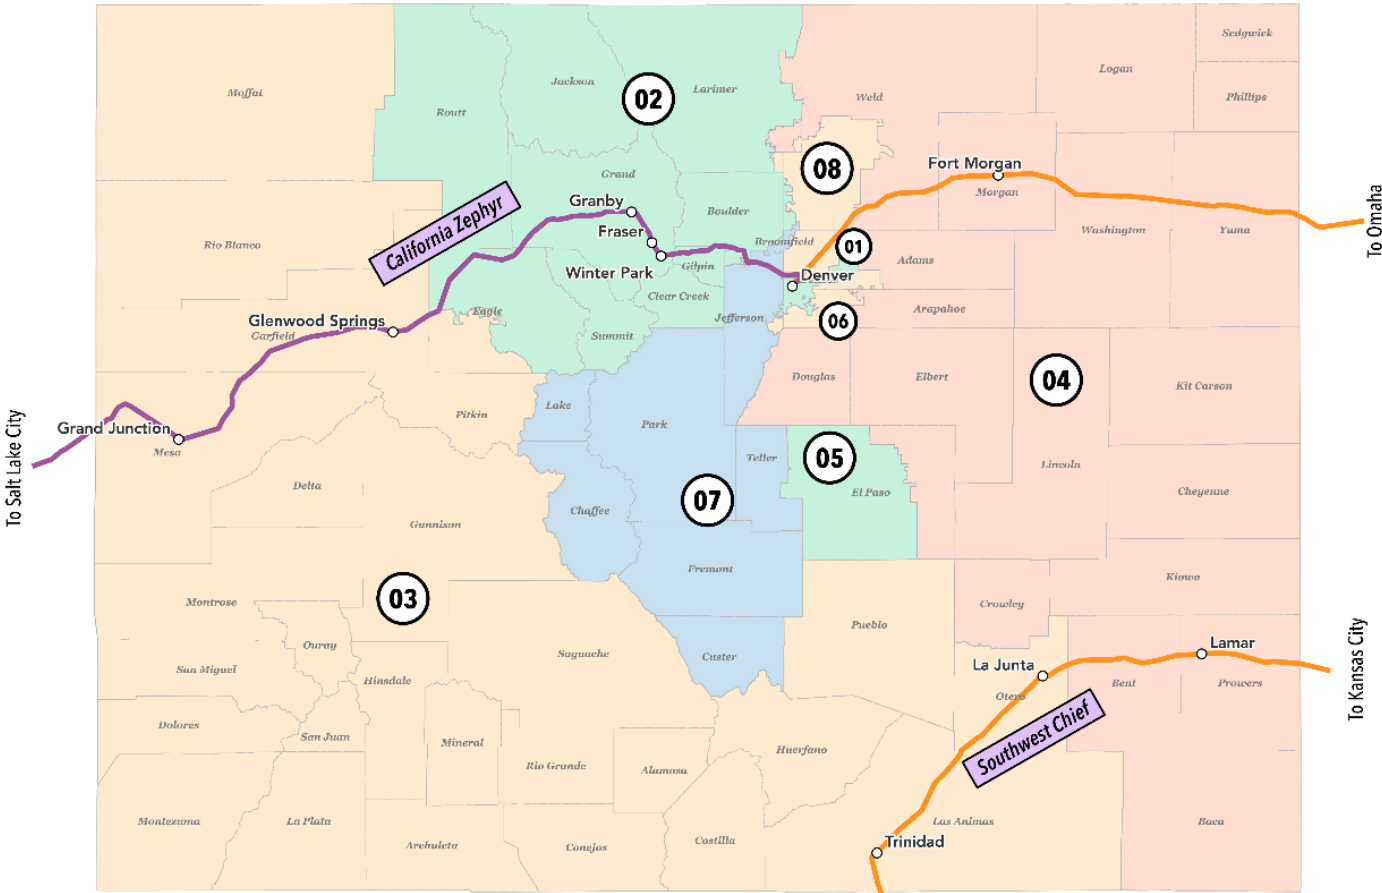 Sedgwick
Logan
Phillips
Moffat
Jackson
Larimer
02
Weld
Routt
08
Fort Morgan
Morgan
Grand
Granby
Boulder
California Zephyr
Fraser
Broomfield
01
Washington
Yuma
To Omaha
Rio Blanco
Winter Park
Gilpin
Denver
Adams
Clear Creek
Eagle
Glenwood Springs
Garfield
Summit
Jefferson
06
Arapahoe
Douglas
Elbert
04
Kit Carson
Lake
Pitkin
Park
Grand Junction
Mesa
To Salt Lake City
Teller
05
Lincoln
Delta
El Paso
Cheyenne
07
Chaffee
Gunnison
Fremont
Kiowa
Montrose
03
Crowley
Pueblo
Ouray
Saguache
Custer
La Junta
Lamar
To Kansas City
San Miguel
Hinsdale
Otero
Bent
Prowers
Southwest Chief
Dolores
San Juan
Mineral
Huerfano
Rio Grande
Alamosa
Montezuma
La Plata
Archuleta
Conejos
Costilla
Las Animas
Trinidad
Baca